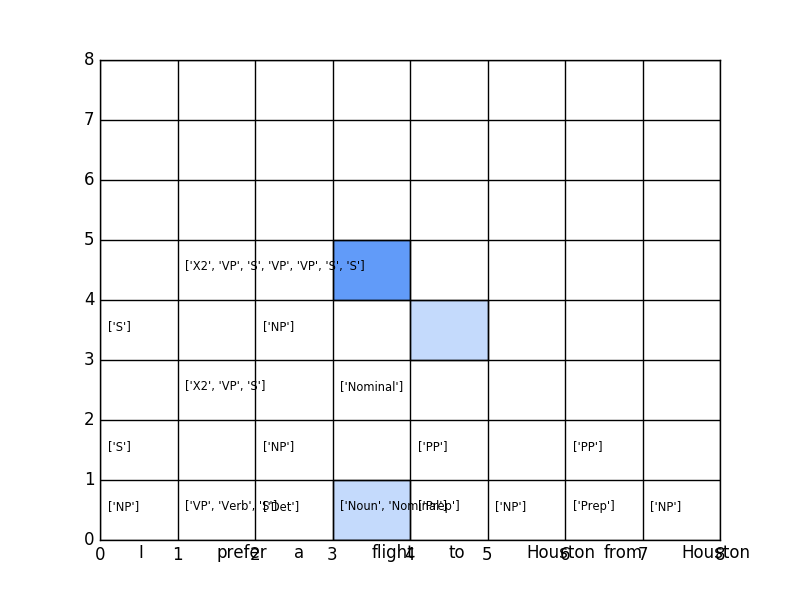 8
7
6
5
['X2', 'VP', 'S', 'VP', 'VP', 'S', 'S']
4
['S'] ['NP']
3
['X2', 'VP', 'S'] ['Nominal']
2
['S'] ['NP'] ['PP'] ['PP']
1
['NP'] ['VP', 'Verb', 'S'] ['Det'] ['Noun', 'Nominal'] ['Prep'] ['NP'] ['Prep'] ['NP']
0
I prefer a flight to Houston from Houston
0 1 2 3 4 5 6 7 8